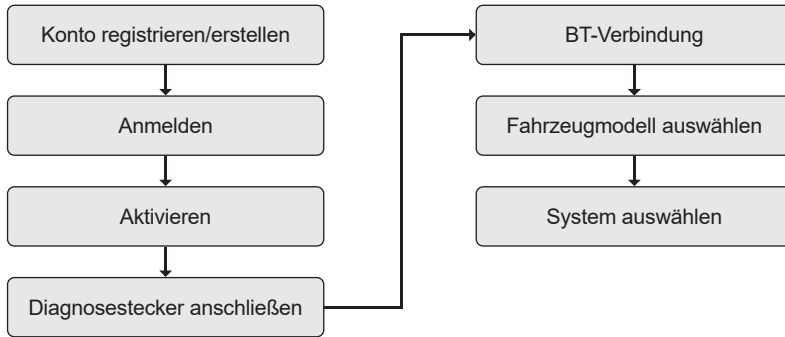 Konto registrieren/erstellen
Anmelden
Aktivieren
Diagnosestecker anschließen
BT-Verbindung
Fahrzeugmodell auswählen
System auswählen